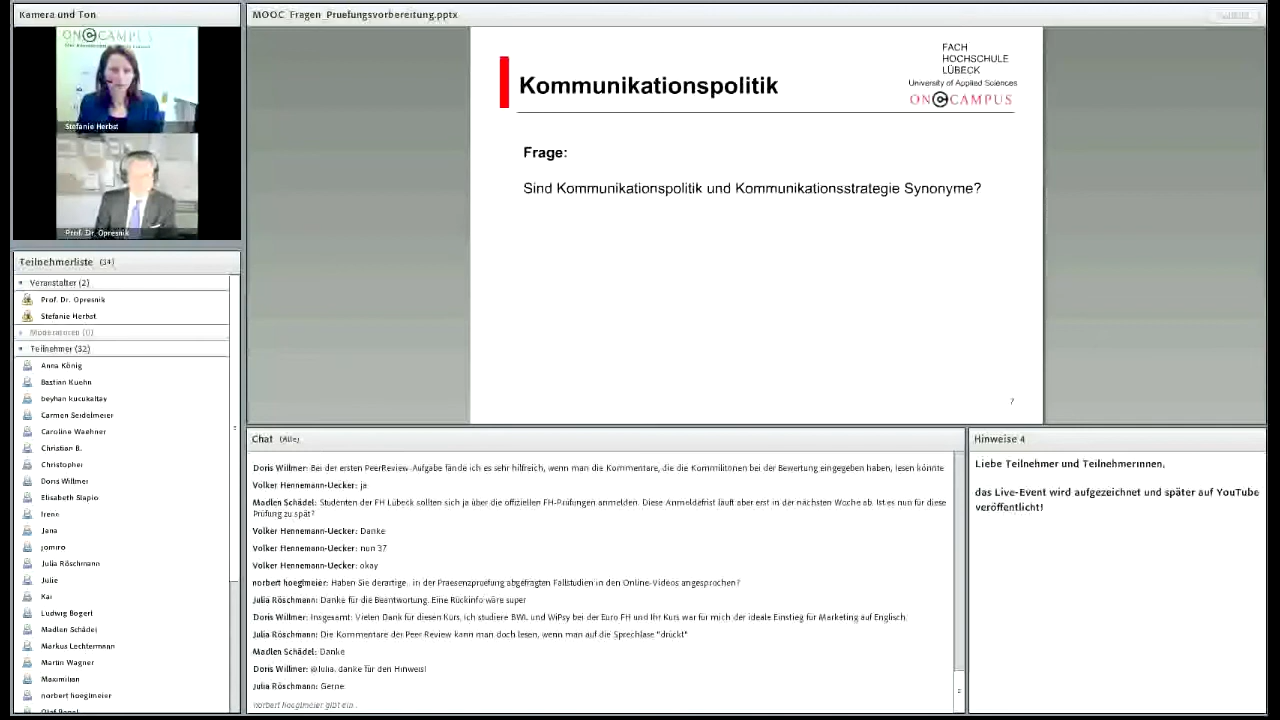 Kamera und Ton
ON CAMPUS
Stefanie Herbst
Prof. Dr. Opresnik
Teilnehmerliste (34)
Veranstalter (2)
Prof. Dr. Opresnik
Stefanie Herbst
Moderatoren (0)
Teilnehmer (32)
Anna König
Bastian Kuehn
beyhan kucukaltay
Carmen Seidelmeier
Caroline Waehner
Christian B.
Christopher
Doris Willmer
Elisabeth Slapio
Irene
Jana
jomiro
Julia Röschmann
Julie
Kai
Ludwig Bogerl
Madlen Schädel
Markus Lechtermann
Martin Wagner
Maximilian
norbert hoeglmeier
MOOC_Fragen_Pruefungsvorbereitung.pptx
Kommunikationspolitik
FACH
HOCHSCHULE
LÜBECK
University of Applied Sciences
ON CAMPUS
Frage:
Sind Kommunikationspolitik und Kommunikationsstrategie Synonyme?
7
Chat (Alle)
Doris Willmer: Bei der ersten PeerReview-Aufgabe fände ich es sehr hilfreich, wenn man die Kommentare, die die Kommilitonen bei der Bewertung eingegeben haben, lesen könnte
Volker Hennemann-Uecker: ja
Madlen Schädel: Studenten der FH Lübeck sollten sich ja über die offiziellen FH-Prüfungen anmelden. Diese Anmeldefrist läuft aber erst in der nächsten Woche ab. Ist es nun für diese
Prüfung zu spät?
Volker Hennemann-Uecker: Danke
Volker Hennemann-Uecker: nun 37
Volker Hennemann-Uecker: okay
norbert hoeglmeier: Haben Sie derartige, in der Praesenzpruefung abgefragten Fallstudien in den Online-Videos angesprochen?
Julia Röschmann: Danke für die Beantwortung. Eine Rückinfo wäre super
Doris Willmer: Insgesamt: Vielen Dank für diesen Kurs, ich studiere BWL und WiPsy bei der Euro FH und Ihr Kurs war für mich der ideale Einstieg für Marketing auf Englisch.
Julia Röschmann: Die Kommentare der Peer Review kann man doch lesen, wenn man auf die Sprechlase "drückt"
Madlen Schädel: Danke
Doris Willmer: @Julia, danke für den Hinweis!
Julia Röschmann: Gerne
norbert hoeglmeier gibt ein...
Hinweise 4
Liebe Teilnehmer und Teilnehmerinnen,
das Live-Event wird aufgezeichnet und später auf YouTube
veröffentlicht!